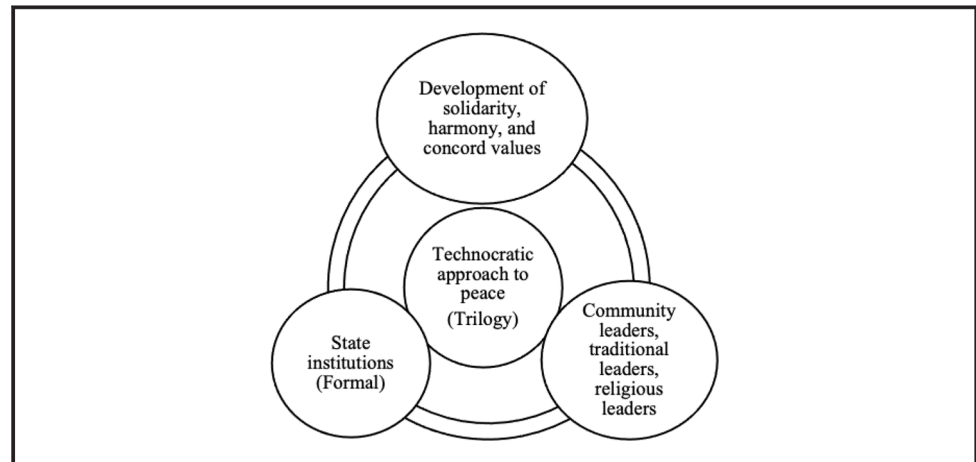 Development of
solidarity,
harmony, and
concord values
Technocratic
approach to
peace
(Trilogy)
State
institutions
(Formal)
Community
leaders,
traditional
leaders,
religious
leaders